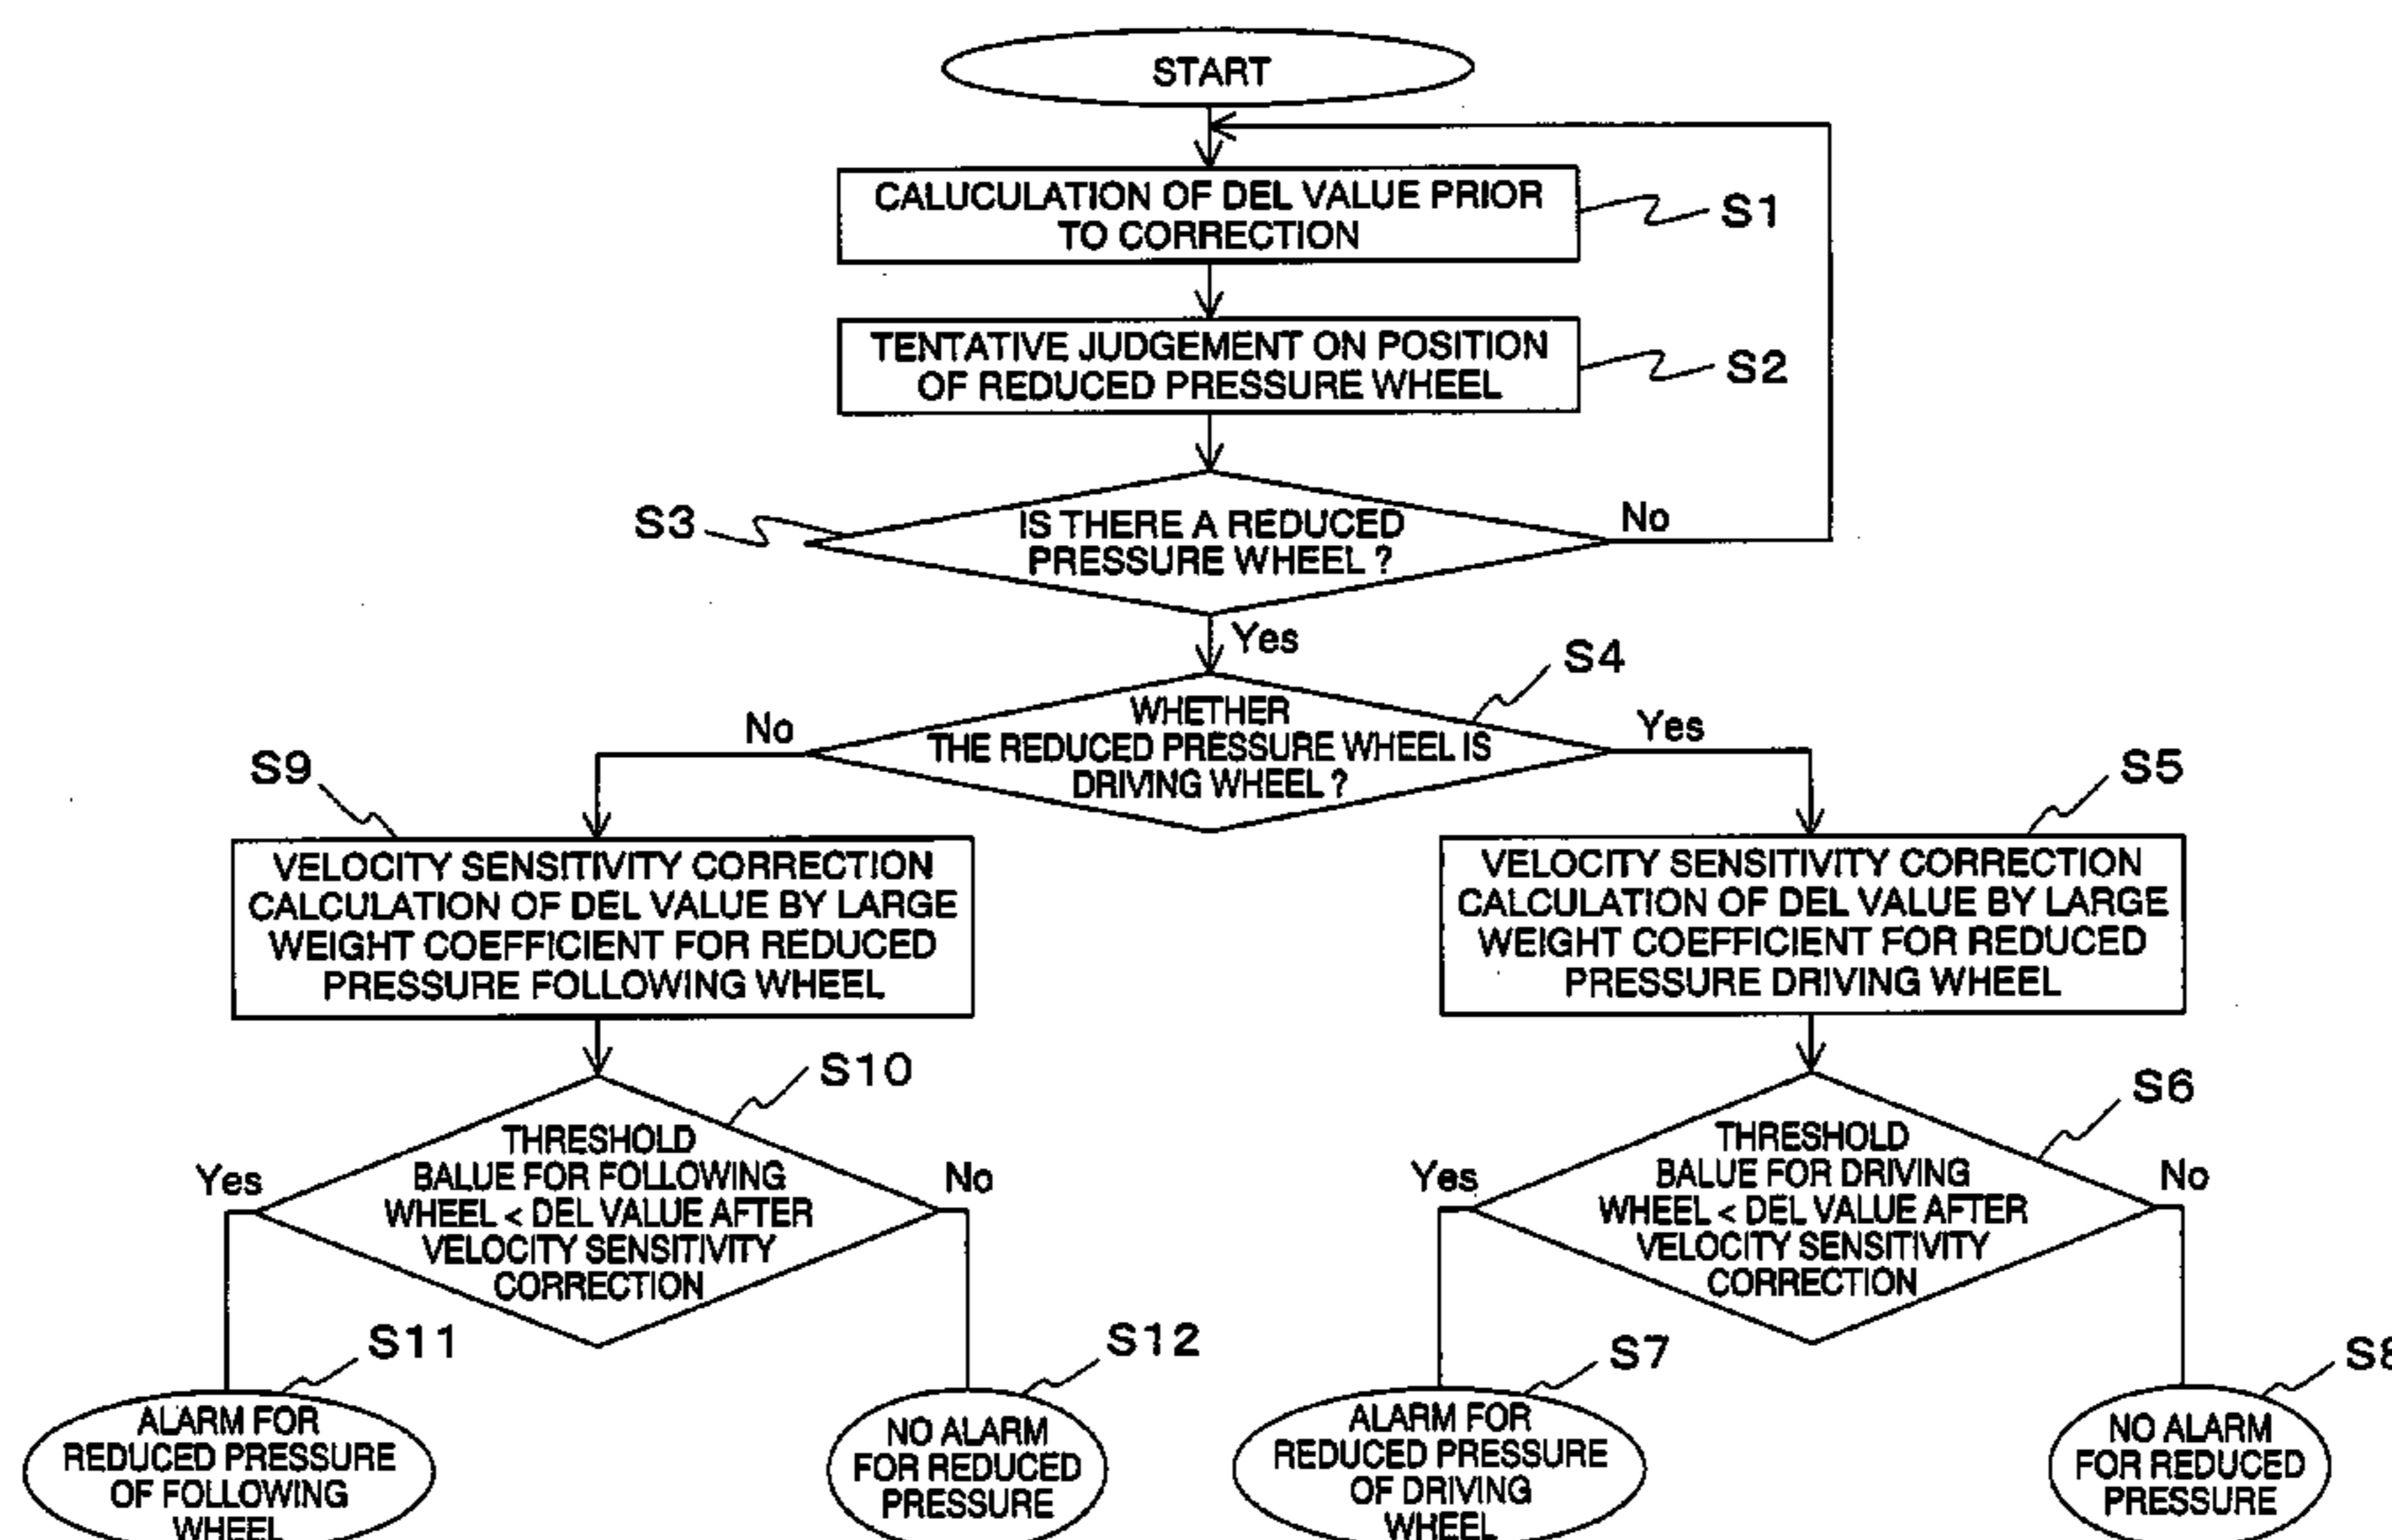 START
CALUCULATION OF DEL VALUE PRIOR
TO CORRECTION
S1
TENTATIVE JUDGEMENT ON POSITION
OF REDUCED PRESSURE WHEEL
S2
S3
IS THERE A REDUCED
PRESSURE WHEEL ?
No
Yes
S4
WHETHER
THE REDUCED PRESSURE WHEEL IS
DRIVING WHEEL ?
No
Yes
S9
VELOCITY SENSITIVITY CORRECTION
CALCULATION OF DEL VALUE BY LARGE
WEIGHT COEFFICIENT FOR REDUCED
PRESSURE FOLLOWING WHEEL
S5
VELOCITY SENSITIVITY CORRECTION
CALCULATION OF DEL VALUE BY LARGE
WEIGHT COEFFICIENT FOR REDUCED
PRESSURE DRIVING WHEEL
S10
THRESHOLD
BALUE FOR FOLLOWING
WHEEL < DEL VALUE AFTER
VELOCITY SENSITIVITY
CORRECTION
Yes
No
S6
THRESHOLD
BALUE FOR DRIVING
WHEEL < DEL VALUE AFTER
VELOCITY SENSITIVITY
CORRECTION
Yes
No
S11
ALARM FOR
REDUCED PRESSURE
OF FOLLOWING
WHEEL
S12
NO ALARM
FOR REDUCED
PRESSURE
S7
ALARM FOR
REDUCED PRESSURE
OF DRIVING
WHEEL
S8
NO ALARM
FOR REDUCED
PRESSURE